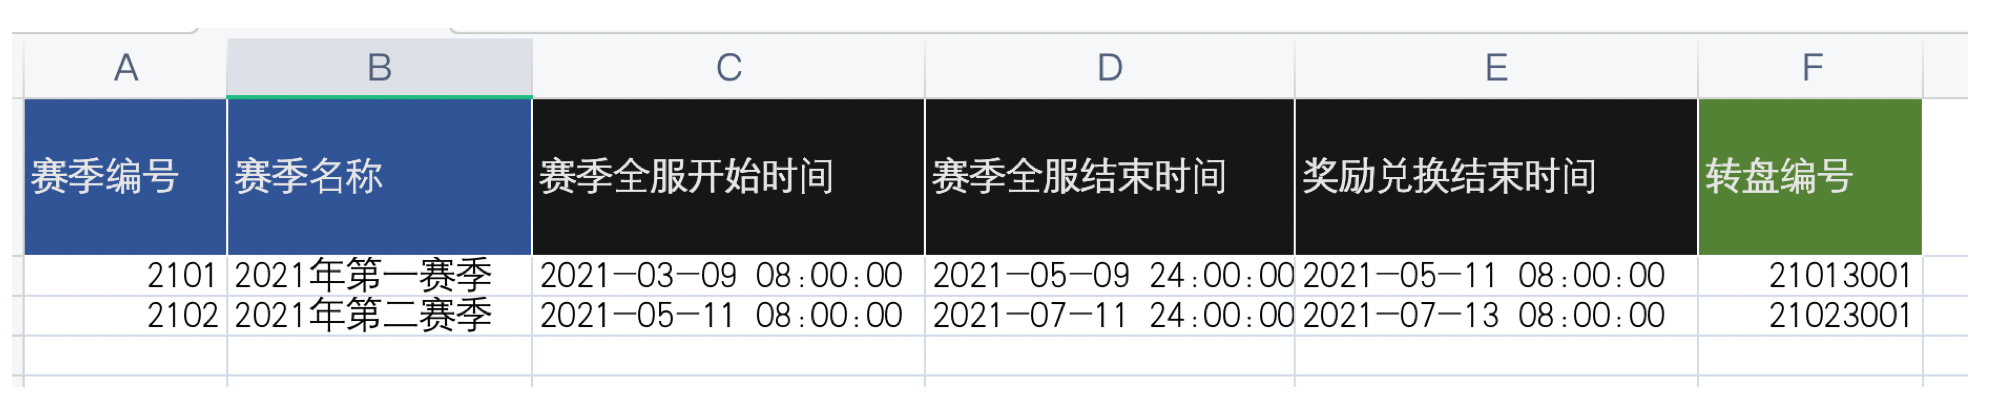 A B C D E F
赛季编号 赛季名称 赛季全服开始时间 赛季全服结束时间 奖励兑换结束时间 转盘编号
2101 2021年第一赛季 2021-03-09 08:00:00 2021-05-09 24:00:00 2021-05-11 08:00:00 21013001
2102 2021年第二赛季 2021-05-11 08:00:00 2021-07-11 24:00:00 2021-07-13 08:00:00 21023001